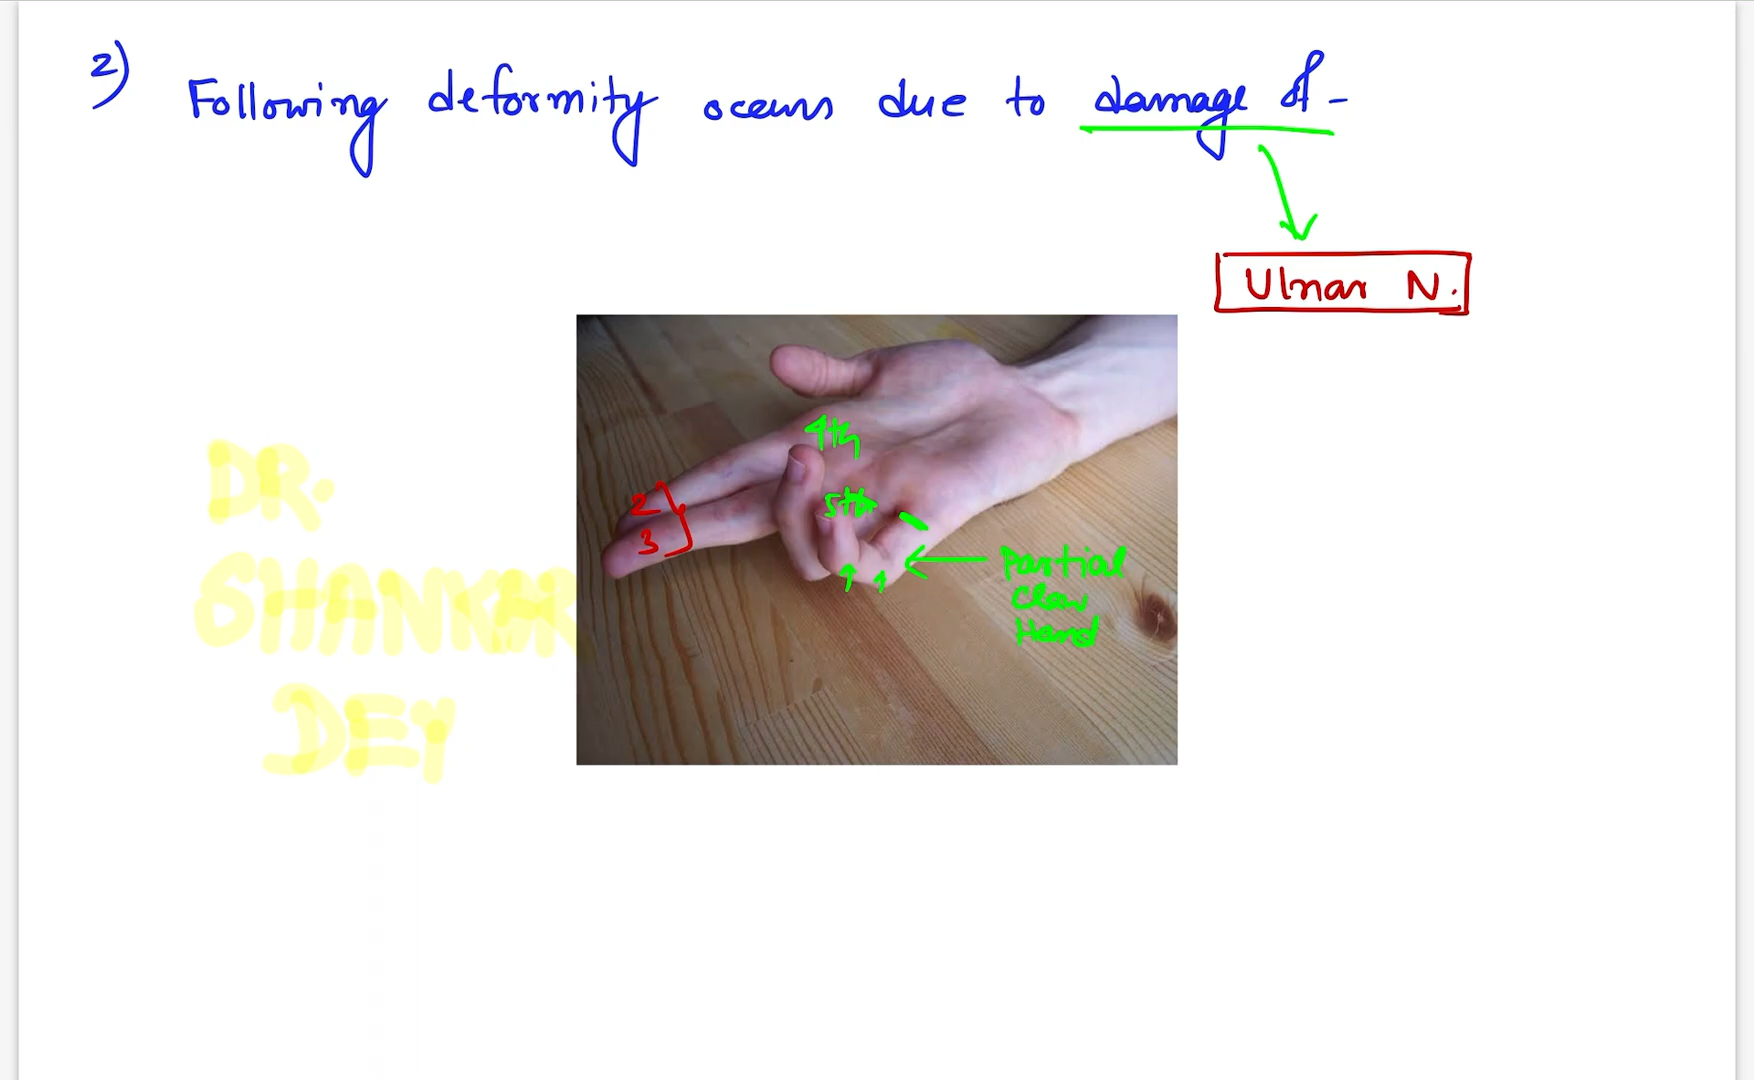 2) Following deformity occurs due to damage of -
Ulnar N.
4th
2
5th
3
Partial
Claw
Hand
DR.
SHANKAR
DEY